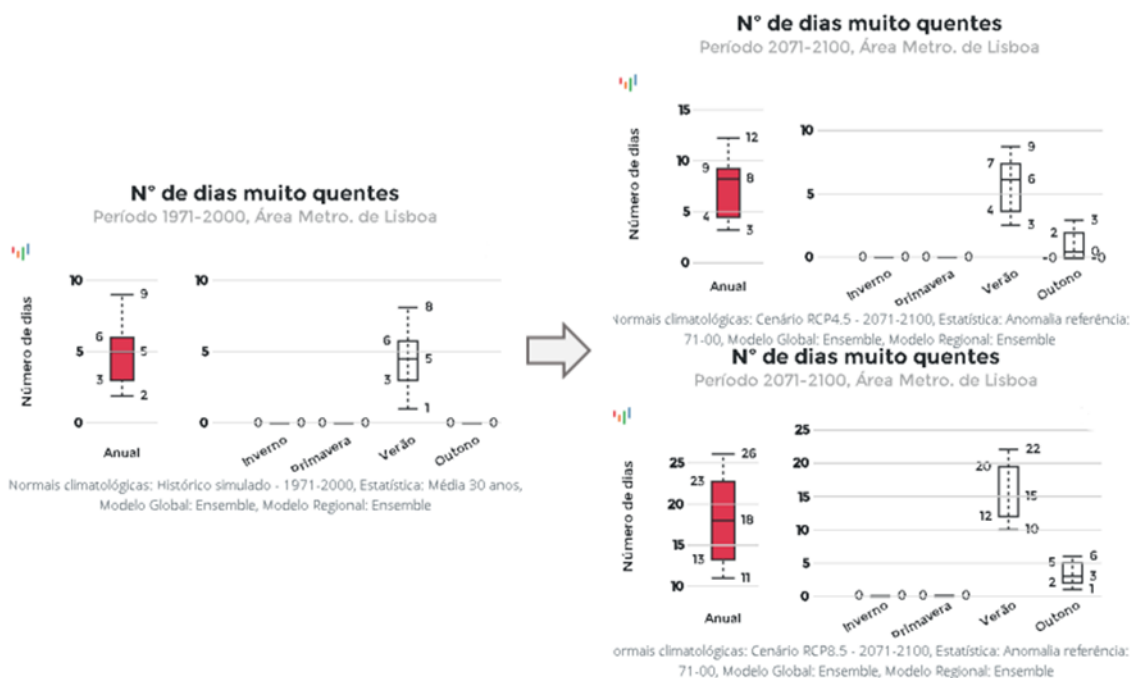 N° de dias muito quentes
Período 1971-2000, Área Metro. de Lisboa
Número de dias
10
5
0
9
6
5
3
2
Anual
10
5
0
0 0 0 0
8
6
5
3
1
0 0
Inverno
Primavera
Verão
Outono
Normais climatológicas: Histórico simulado - 1971-2000, Estatística: Média 30 anos,
Modelo Global: Ensemble, Modelo Regional: Ensemble
N° de dias muito quentes
Período 2071-2100, Área Metro. de Lisboa
Número de dias
15
10
5
0
12
9
8
4
3
Anual
10
5
0
0 0 0 0
9
7
6
4
3
3
2
0
-0 -0
Inverno
Primavera
Verão
Outono
Normais climatológicas: Cenário RCP4.5 - 2071-2100, Estatística: Anomalia referência:
71-00, Modelo Global: Ensemble, Modelo Regional: Ensemble
N° de dias muito quentes
Período 2071-2100, Área Metro. de Lisboa
Número de dias
25
20
15
10
26
23
18
13
11
Anual
25
20
15
10
5
0
0 0 0 0
22
20
15
12
10
6
5
3
2
1
Inverno
Primavera
Verão
Outono
ormais climatológicas: Cenário RCP8.5 - 2071-2100, Estatística: Anomalia referência:
71-00, Modelo Global: Ensemble, Modelo Regional: Ensemble